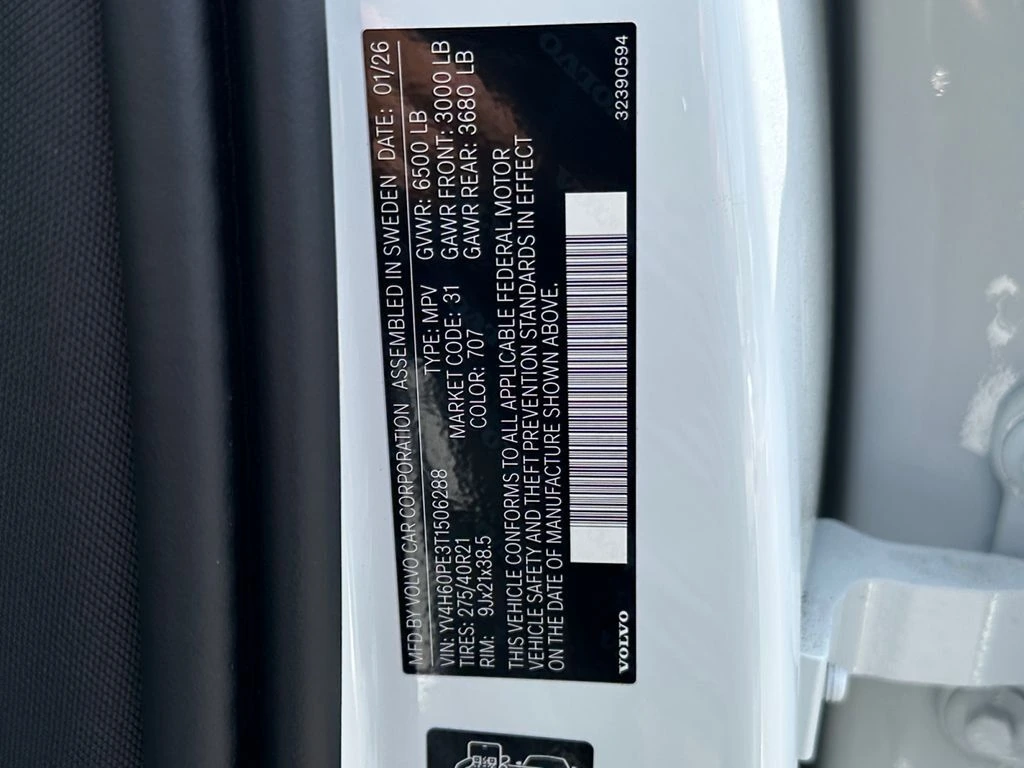 MFD BY VOLVO CAR CORPORATION ASSEMBLED IN SWEDEN DATE: 01/26
VIN: YV4H60PE3T1506288 TYPE: MPV GVWR: 6500 LB
TIRES: 275/40R21 MARKET CODE: 31 GAWR FRONT: 3000 LB
RIM: 9Jx21x38.5 COLOR: 707 GAWR REAR: 3680 LB
THIS VEHICLE CONFORMS TO ALL APPLICABLE FEDERAL MOTOR
VEHICLE SAFETY AND THEFT PREVENTION STANDARDS IN EFFECT
ON THE DATE OF MANUFACTURE SHOWN ABOVE.
VOLVO 32390594
VOLVO